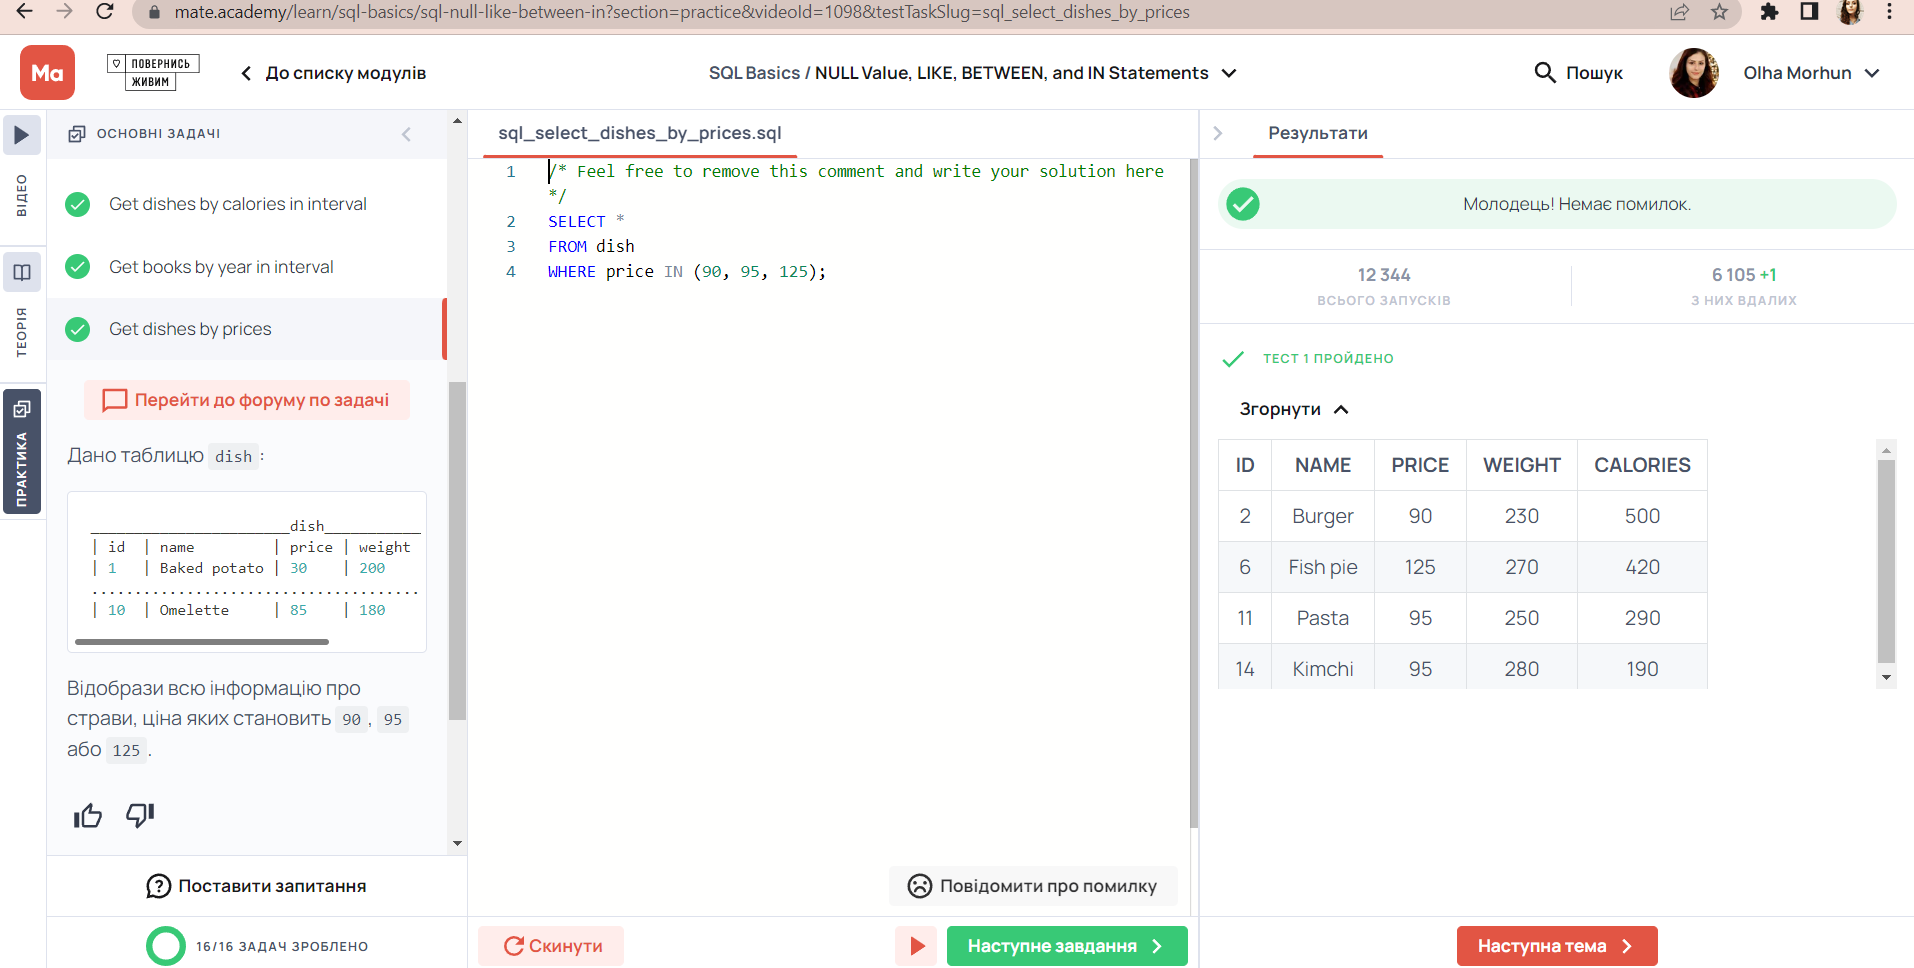 mate.academy/learn/sql-basics/sql-null-like-between-in?section=practice&videoId=1098&testTaskSlug=sql_select_dishes_by_prices
Ma
ПОВЕРНИСЬ
ЖИВИМ
До списку модулів
SQL Basics / NULL Value, LIKE, BETWEEN, and IN Statements
Пошук
Olha Morhun
ВІДЕО
ТЕОРІЯ
ПРАКТИКА
ОСНОВНІ ЗАДАЧІ
Get dishes by calories in interval
Get books by year in interval
Get dishes by prices
Перейти до форуму по задачі
Дано таблицю dish:
_______________________dish___________
| id | name | price | weight
| 1 | Baked potato | 30 | 200
......................................
| 10 | Omelette | 85 | 180
Відобрази всю інформацію про
страви, ціна яких становить 90, 95
або 125.
Поставити запитання
16/16 ЗАДАЧ ЗРОБЛЕНО
sql_select_dishes_by_prices.sql
1 /* Feel free to remove this comment and write your solution here
*/
2 SELECT *
3 FROM dish
4 WHERE price IN (90, 95, 125);
Повідомити про помилку
Скинути
Наступне завдання
Результати
Молодець! Немає помилок.
12 344 6 105 +1
ВСЬОГО ЗАПУСКІВ З НИХ ВДАЛИХ
ТЕСТ 1 ПРОЙДЕНО
Згорнути
ID NAME PRICE WEIGHT CALORIES
2 Burger 90 230 500
6 Fish pie 125 270 420
11 Pasta 95 250 290
14 Kimchi 95 280 190
Наступна тема